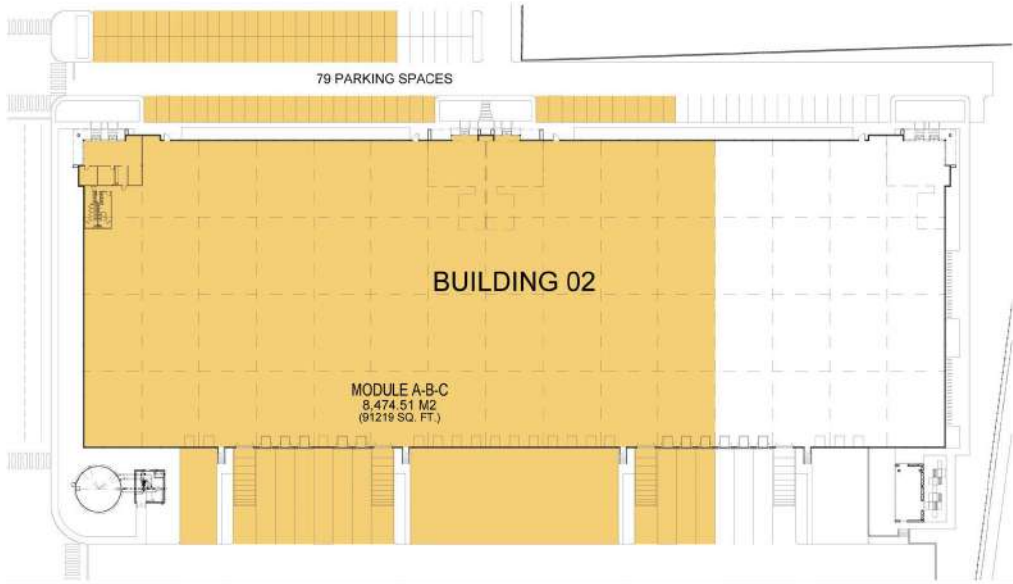 79 PARKING SPACES
BUILDING 02
MODULE A-B-C
8,474.51 M2
(91219 SQ. FT.)